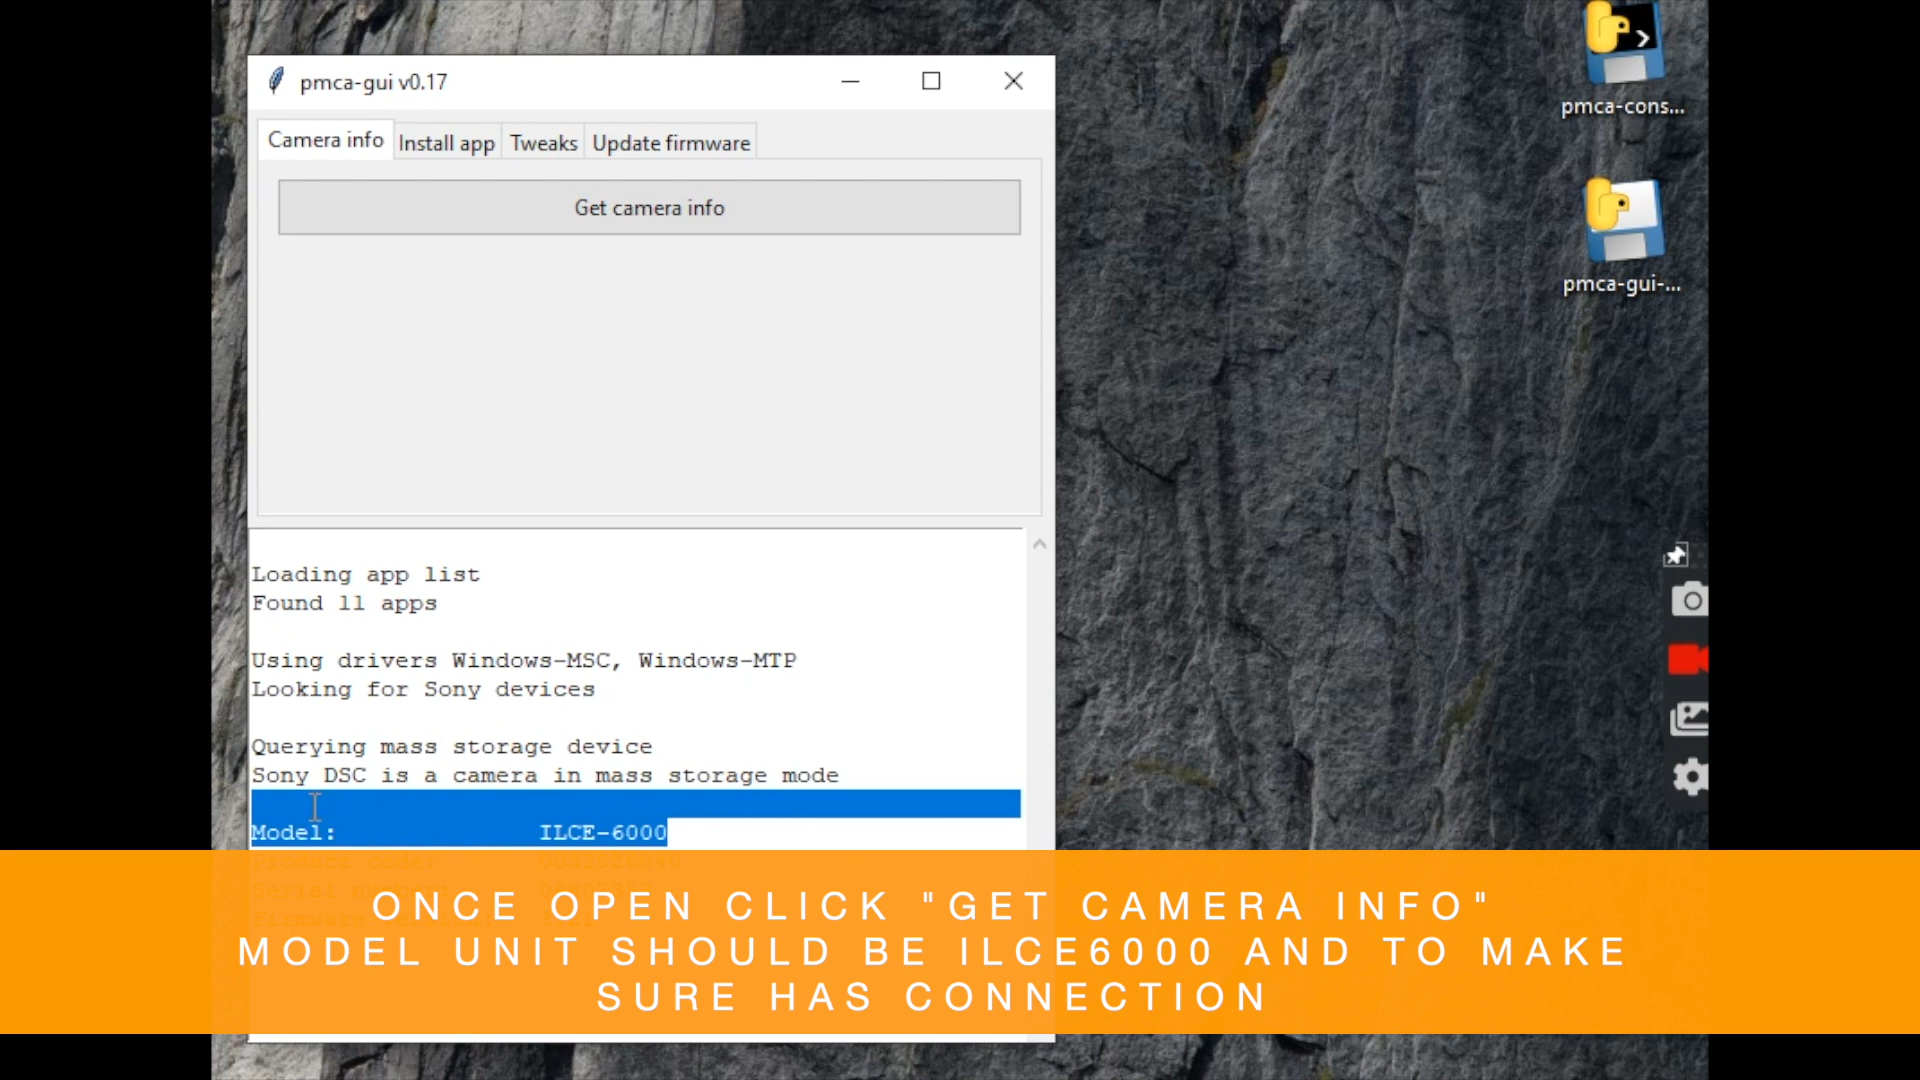 pmca-gui v0.17
Camera info Install app Tweaks Update firmware
Get camera info
Loading app list
Found 11 apps
Using drivers Windows-MSC, Windows-MTP
Looking for Sony devices
Querying mass storage device
Sony DSC is a camera in mass storage mode
Model: ILCE-6000
pmca-cons...
pmca-gui-...
ONCE OPEN CLICK "GET CAMERA INFO"
MODEL UNIT SHOULD BE ILCE6000 AND TO MAKE
SURE HAS CONNECTION